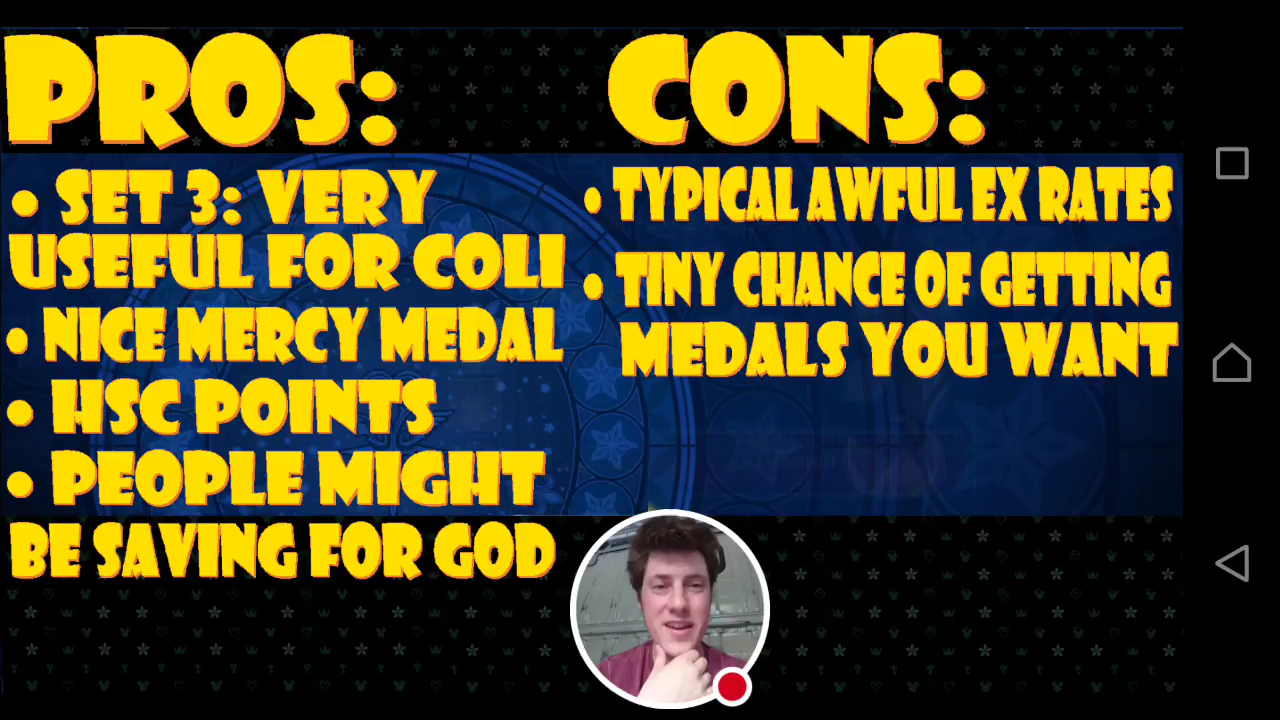 PROS:
• SET 3: VERY
USEFUL FOR COLI
• NICE MERCY MEDAL
• HSC POINTS
• PEOPLE MIGHT
BE SAVING FOR GOD
CONS:
• TYPICAL AWFUL EX RATES
• TINY CHANCE OF GETTING
MEDALS YOU WANT